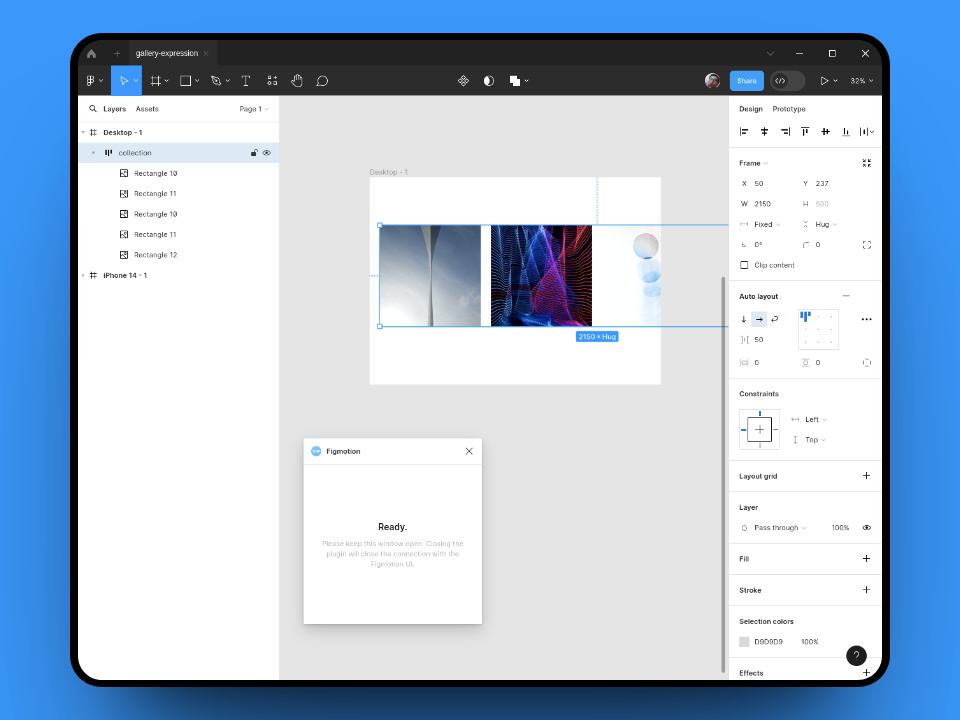 gallery-expression
Share
32%
Layers
Assets
Page 1
Desktop - 1
collection
Rectangle 10
Rectangle 11
Rectangle 10
Rectangle 11
Rectangle 12
iPhone 14 - 1
Desktop - 1
2150 × Hug
Figmotion
Ready.
Please keep this window open. Closing the
plugin will close the connection with the
Figmotion UI.
Design
Prototype
Frame
X 50
Y 237
W 2150
H 500
Fixed
Hug
0°
0
Clip content
Auto layout
50
0
0
Constraints
Left
Top
Layout grid
Layer
Pass through
100%
Fill
Stroke
Selection colors
D9D9D9
100%
?
Effects